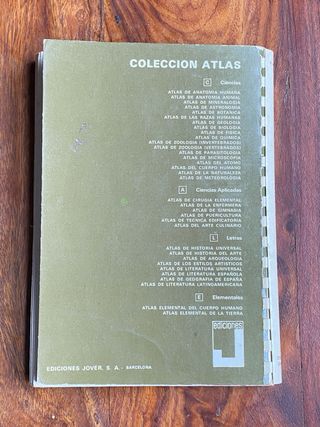 COLECCION ATLAS
C Ciencias
ATLAS DE ANATOMIA HUMANA
ATLAS DE ANATOMIA ANIMAL
ATLAS DE MINERALOGIA
ATLAS DE ASTRONOMIA
ATLAS DE BOTANICA
ATLAS DE LAS RAZAS HUMANAS
ATLAS DE GEOLOGIA
ATLAS DE BIOLOGIA
ATLAS DE FISICA
ATLAS DE QUIMICA
ATLAS DE ZOOLOGIA (INVERTEBRADOS)
ATLAS DE ZOOLOGIA (VERTEBRADOS)
ATLAS DE PARASITOLOGIA
ATLAS DE MICROSCOPIA
ATLAS DEL ATOMO
ATLAS DEL CUERPO HUMANO
ATLAS DE LA NATURALEZA
ATLAS DE METEOROLOGIA
A Ciencias Aplicadas
ATLAS DE CIRUGIA ELEMENTAL
ATLAS DE LA ENFERMERA
ATLAS DE GIMNASIA
ATLAS DE PUERICULTURA
ATLAS DE TECNICA EDIFICATORIA
ATLAS DEL ARTE CULINARIO
L Letras
ATLAS DE HISTORIA UNIVERSAL
ATLAS DE HISTORIA DEL ARTE
ATLAS DE ARQUEOLOGIA
ATLAS DE LOS ESTILOS ARTISTICOS
ATLAS DE LITERATURA UNIVERSAL
ATLAS DE LITERATURA ESPAÑOLA
ATLAS DE GEOGRAFIA DE ESPAÑA
ATLAS DE LITERATURA LATINOAMERICANA
E Elementales
ATLAS ELEMENTAL DEL CUERPO HUMANO
ATLAS ELEMENTAL DE LA TIERRA
ediciones
J
EDICIONES JOVER, S. A. - BARCELONA